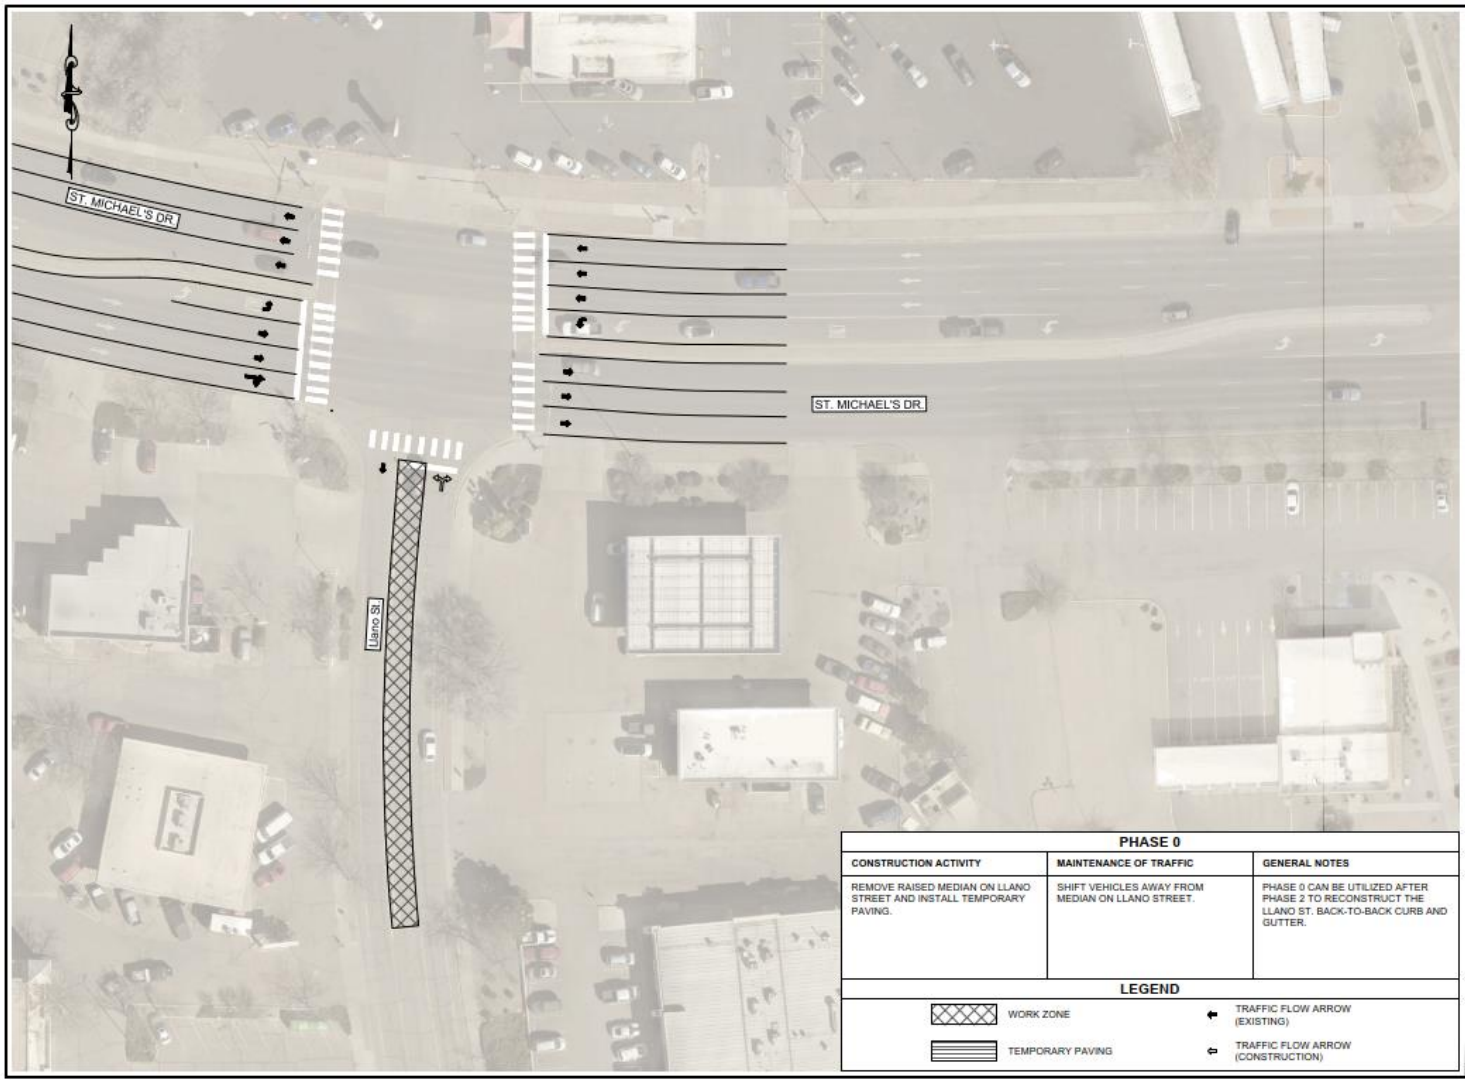 ST. MICHAEL'S DR.
ST. MICHAEL'S DR.
Llano St.
PHASE 0
CONSTRUCTION ACTIVITY
MAINTENANCE OF TRAFFIC
GENERAL NOTES
REMOVE RAISED MEDIAN ON LLANO
STREET AND INSTALL TEMPORARY
PAVING.
SHIFT VEHICLES AWAY FROM
MEDIAN ON LLANO STREET.
PHASE 0 CAN BE UTILIZED AFTER
PHASE 2 TO RECONSTRUCT THE
LLANO ST. BACK-TO-BACK CURB AND
GUTTER.
LEGEND
WORK ZONE
TRAFFIC FLOW ARROW
(EXISTING)
TEMPORARY PAVING
TRAFFIC FLOW ARROW
(CONSTRUCTION)